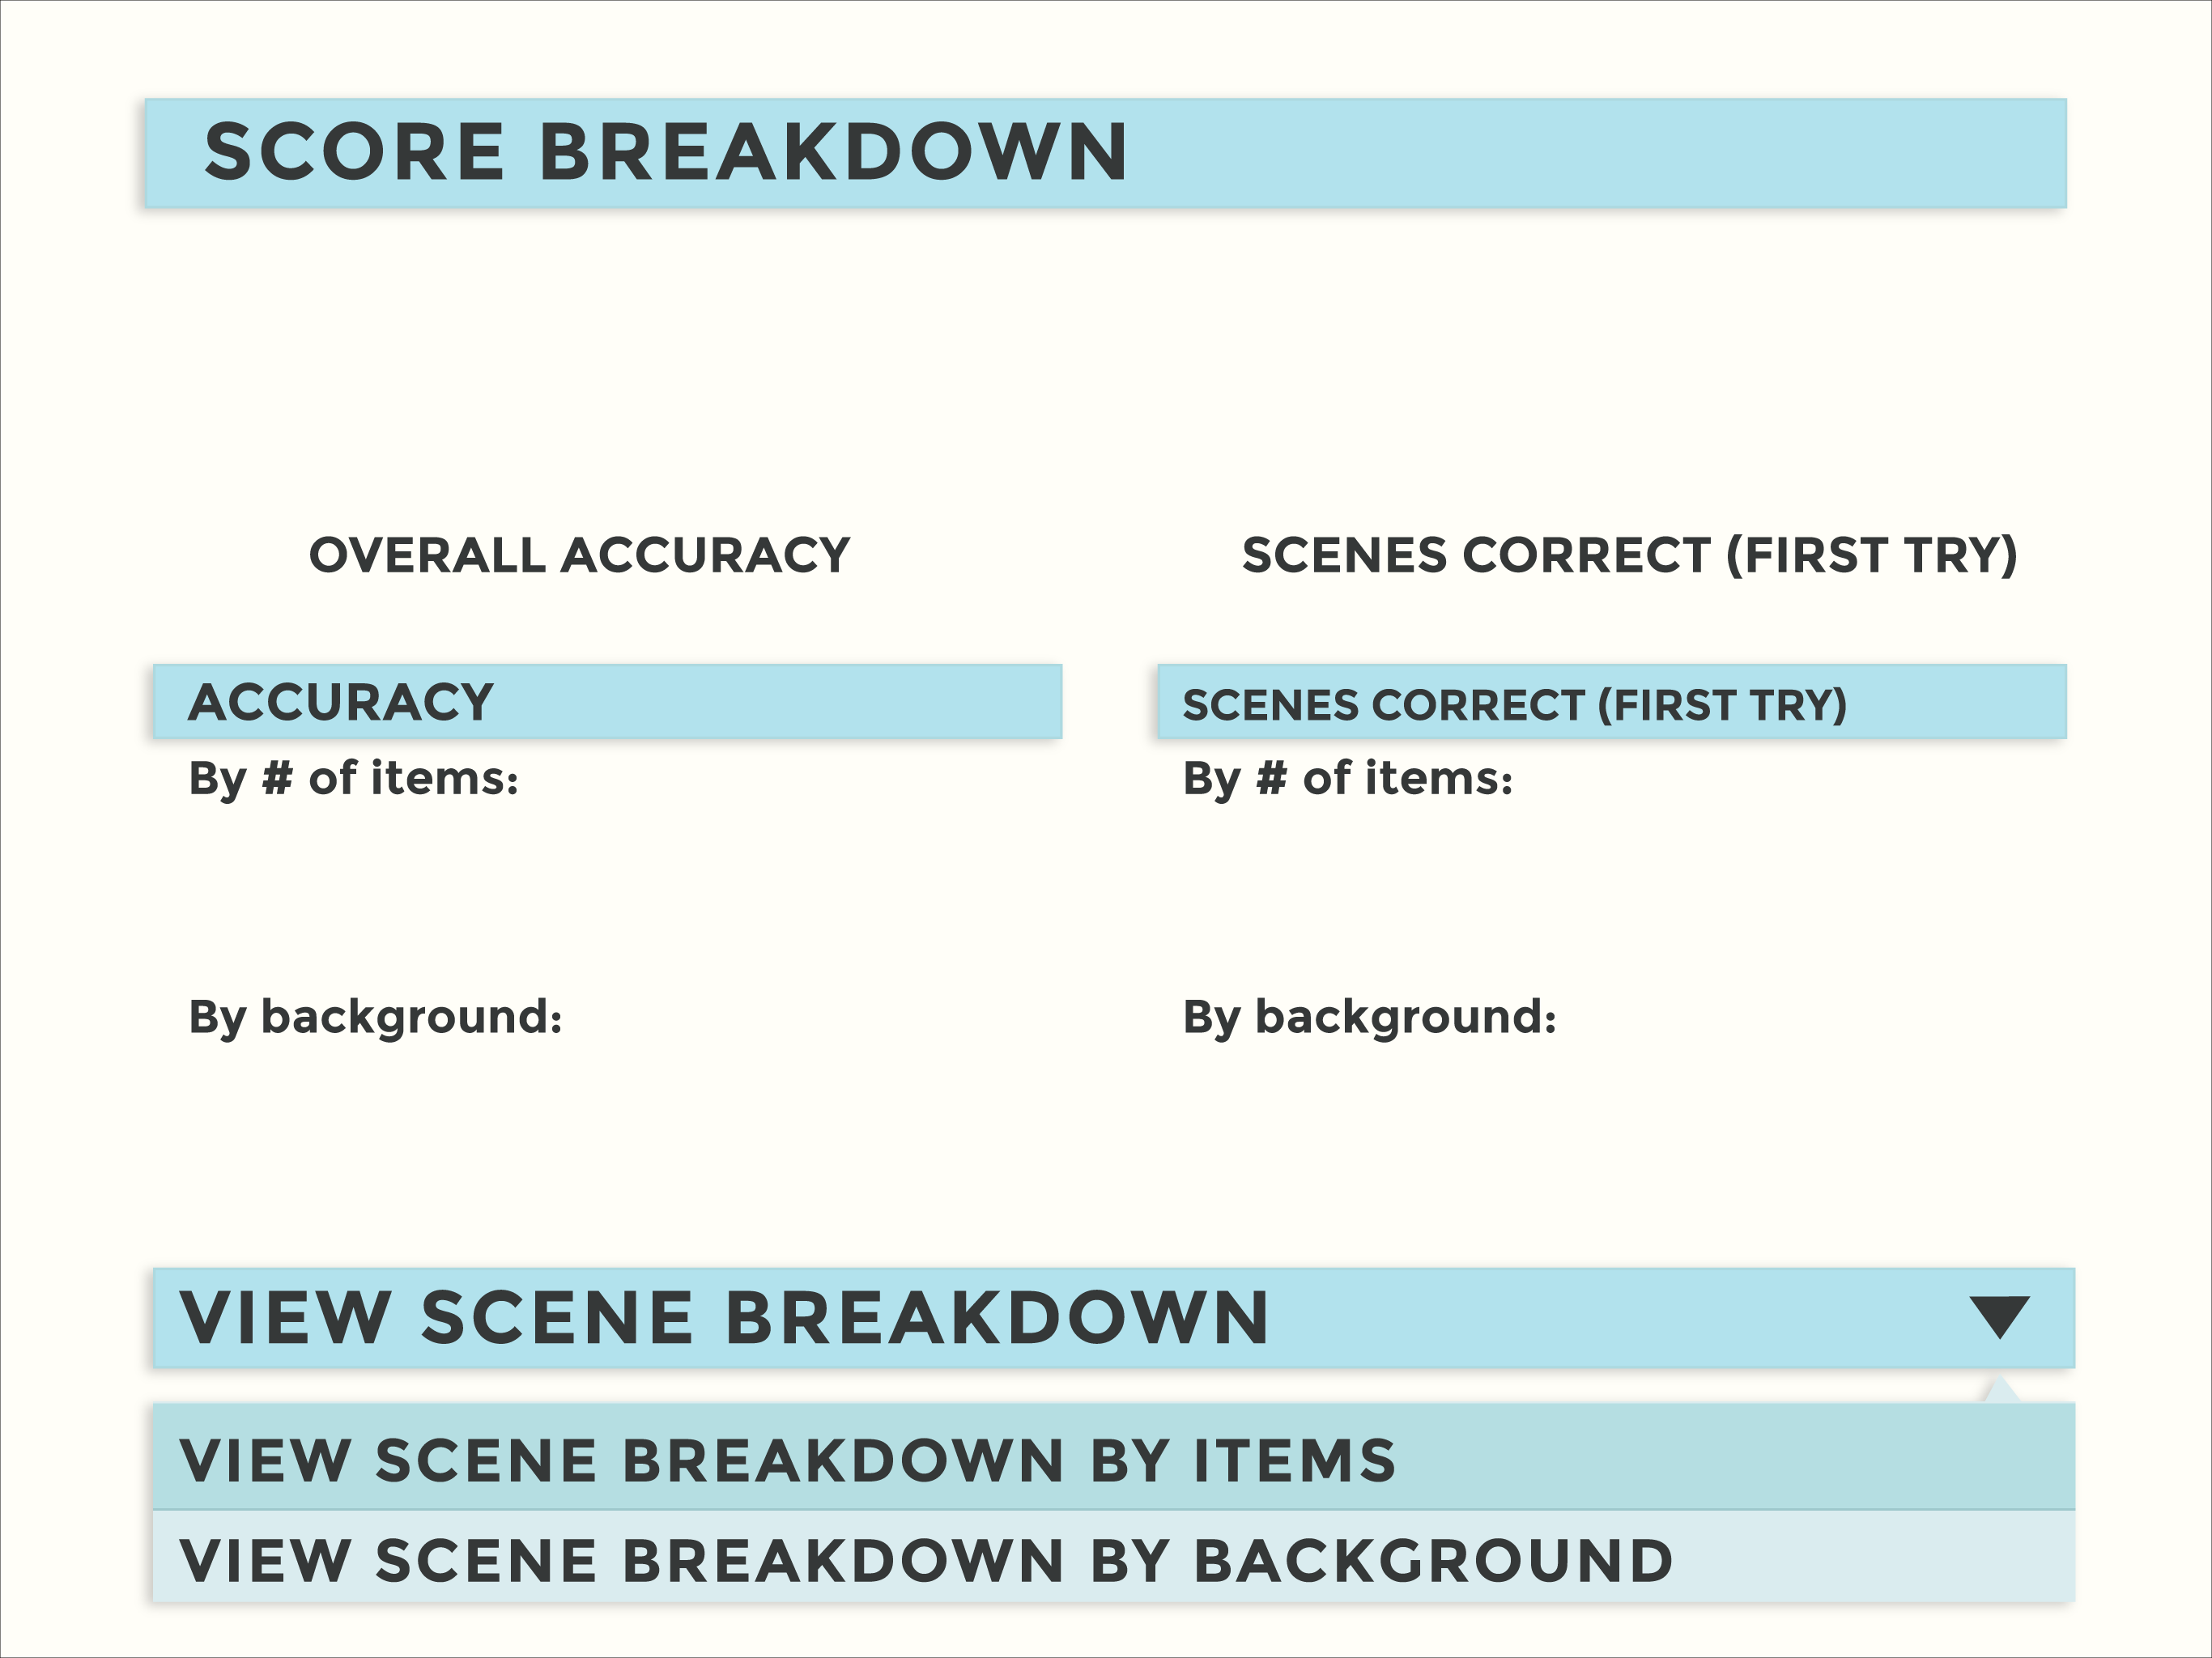 SCORE BREAKDOWN
OVERALL ACCURACY
SCENES CORRECT (FIRST TRY)
ACCURACY
By # of items:
By background:
SCENES CORRECT (FIRST TRY)
By # of items:
By background:
VIEW SCENE BREAKDOWN
VIEW SCENE BREAKDOWN BY ITEMS
VIEW SCENE BREAKDOWN BY BACKGROUND